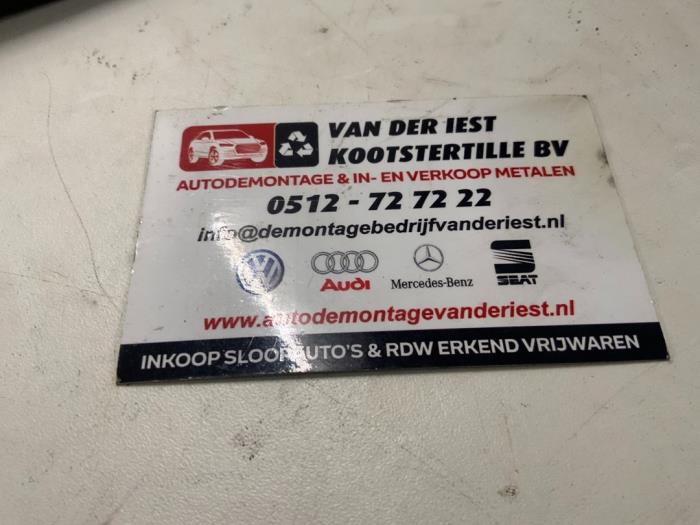 VAN DER IEST
KOOTSTERTILLE BV
AUTODEMONTAGE & IN- EN VERKOOP METALEN
0512 - 72 72 22
info@demontagebedrijfvanderiest.nl
VW
Audi
Mercedes-Benz
SEAT
www.autodemontagevanderiest.nl
INKOOP SLOOPAUTO'S & RDW ERKEND VRIJWAREN